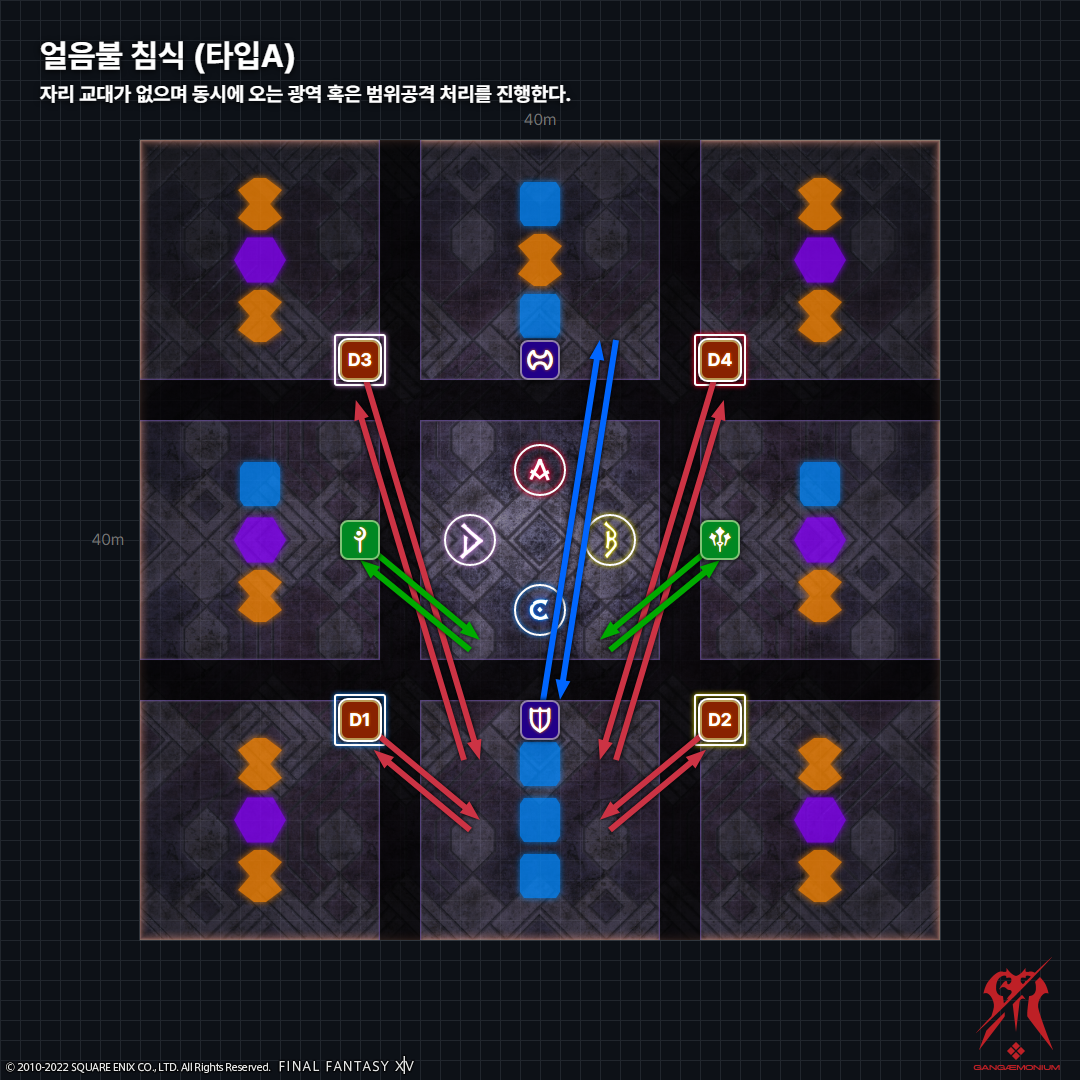 얼음불 침식 (타입A)
자리 교대가 없으며 동시에 오는 광역 혹은 범위공격 처리를 진행한다.
40m
D3
D4
A
40m
D
B
C
D1
D2
GANGÆMONIUM
© 2010-2022 SQUARE ENIX CO., LTD. All Rights Reserved. FINAL FANTASY XIV